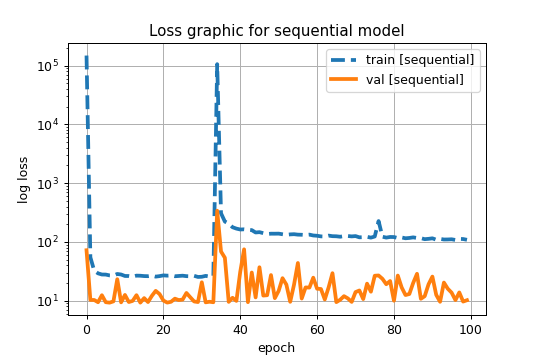 Loss graphic for sequential model
train [sequential]
val [sequential]
log loss
10⁵
10⁴
10³
10²
10¹
0
20
40
60
80
100
epoch